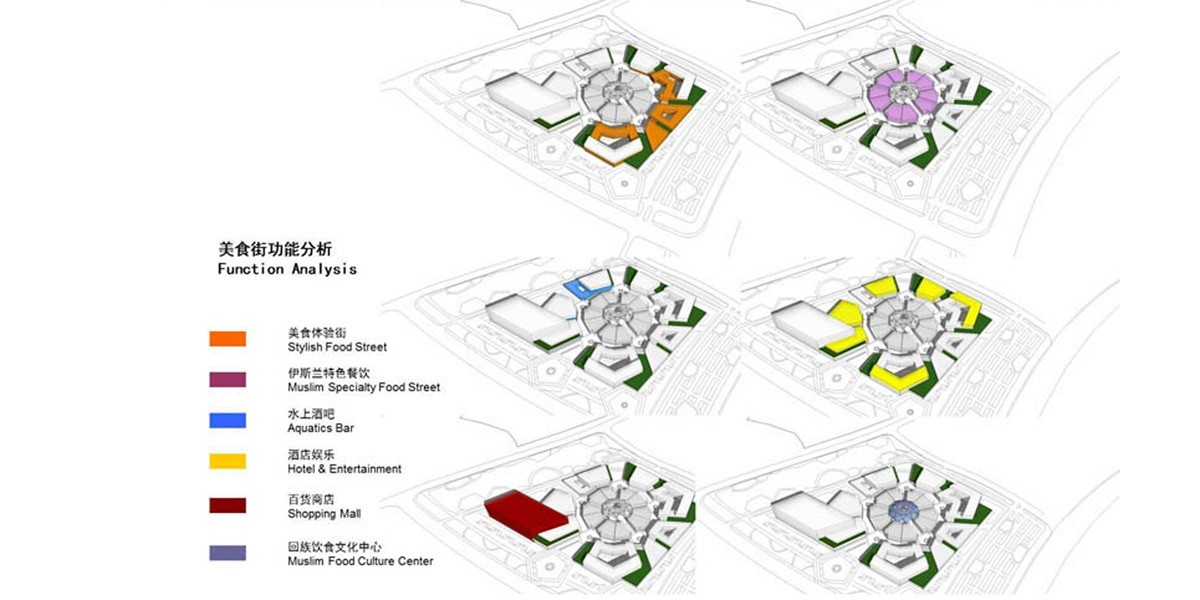 美食街功能分析
Function Analysis
美食体验街
Stylish Food Street
伊斯兰特色餐饮
Muslim Specialty Food Street
水上酒吧
Aquatics Bar
酒店娱乐
Hotel & Entertainment
百货商店
Shopping Mall
回族饮食文化中心
Muslim Food Culture Center